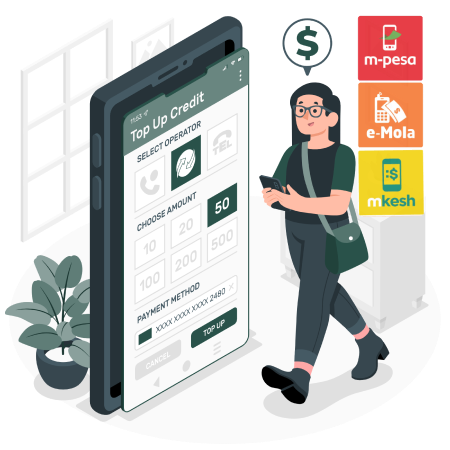 $
m-pesa
e-Mola
:$
mkesh
11:53
Top Up Credit
SELECT OPERATOR
TEL
CHOOSE AMOUNT
10 20 50
100 200 500
PAYMENT METHOD
XXXX XXXX XXXX 2480
CANCEL TOP UP